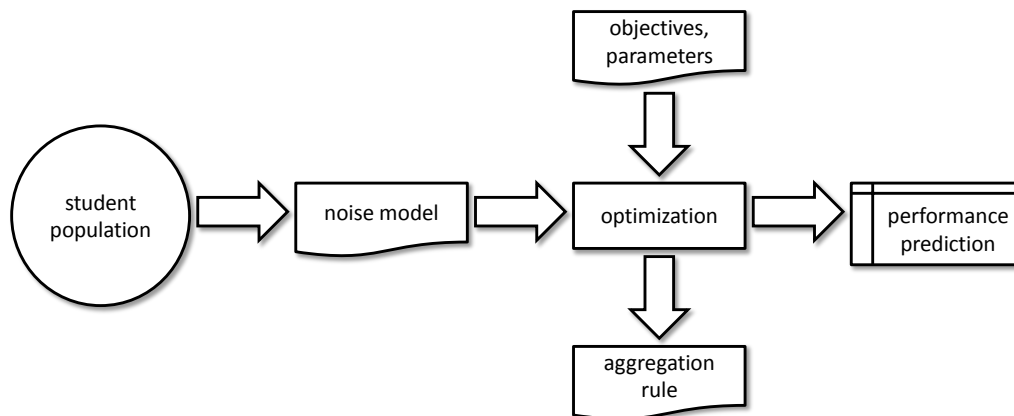 objectives,
parameters
student
population
noise model
optimization
performance
prediction
aggregation
rule